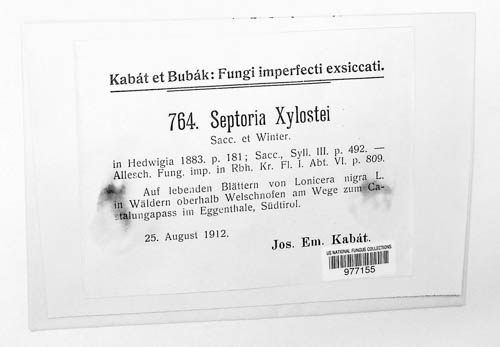 Kabát et Bubák: Fungi imperfecti exsiccati.
764. Septoria Xylostei
Sacc. et Winter.
in Hedwigia 1883. p. 181; Sacc., Syll. III. p. 492. —
Allesch. Fung. imp. in Rbh. Kr. Fl. i. Abt. VI. p. 809.
Auf lebenden Blättern von Lonicera nigra L.
in Wäldern oberhalb Welschnofen am Wege zum Ca-
stalungapass im Eggenthale, Südtirol.
25. August 1912.
Jos. Em. Kabát.
US NATIONAL FUNGUS COLLECTIONS
977155